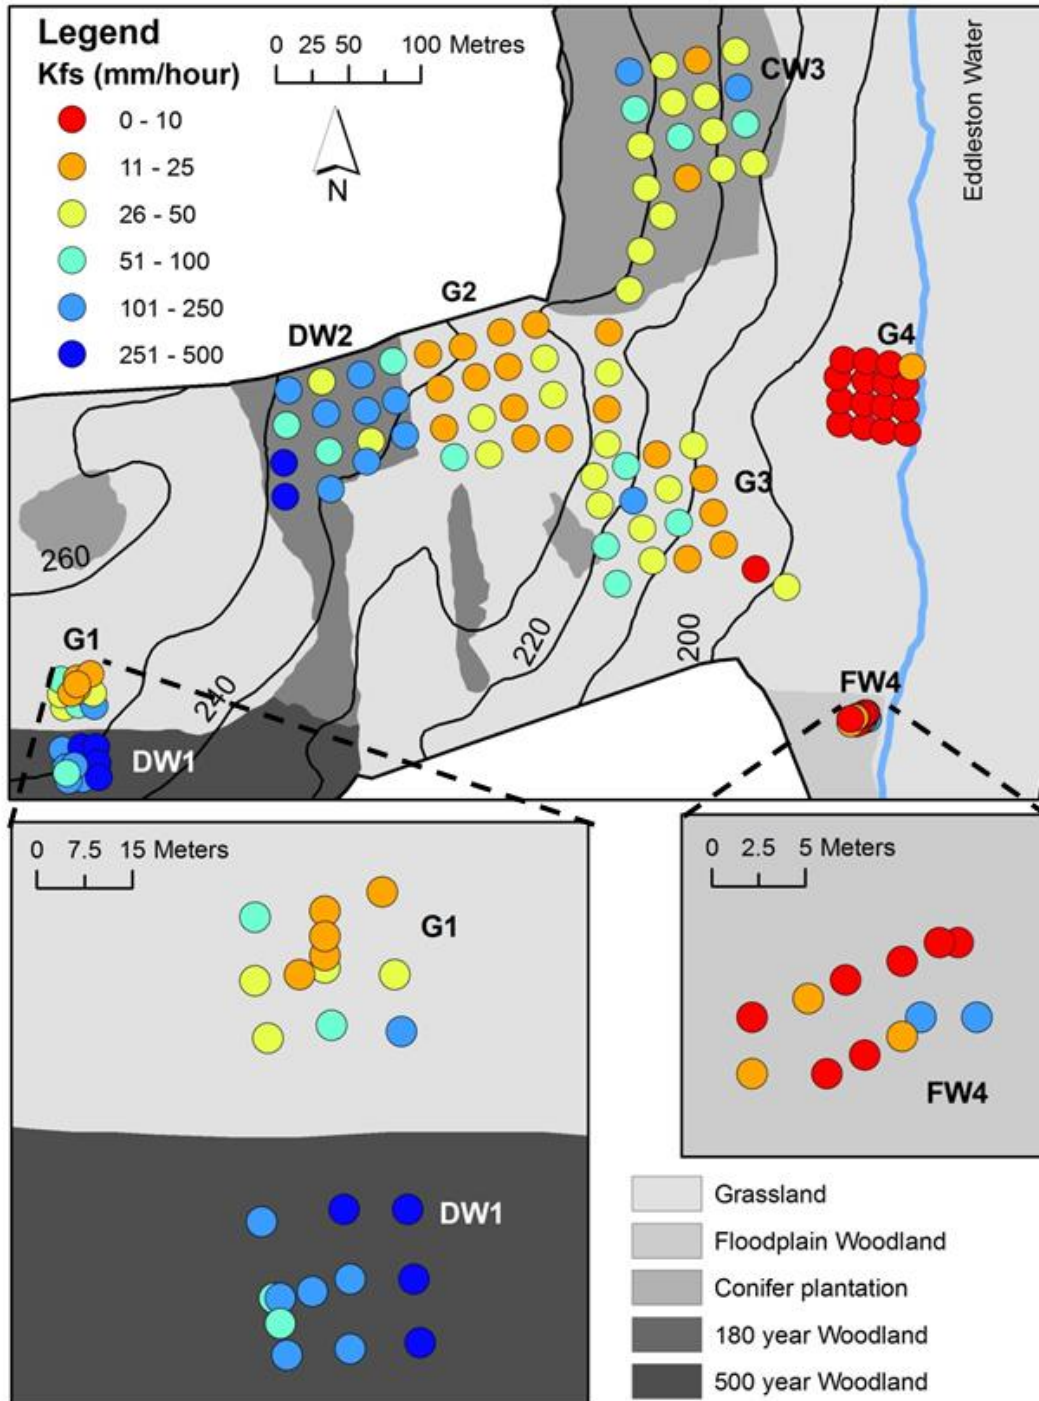 Legend
Kfs (mm/hour)
0 - 10
11 - 25
26 - 50
51 - 100
101 - 250
251 - 500
0 25 50 100 Metres
N
CW3
Eddleston Water
G2
DW2
G4
G3
260
G1
240
220
200
FW4
DW1
0 7.5 15 Meters
G1
DW1
0 2.5 5 Meters
FW4
Grassland
Floodplain Woodland
Conifer plantation
180 year Woodland
500 year Woodland